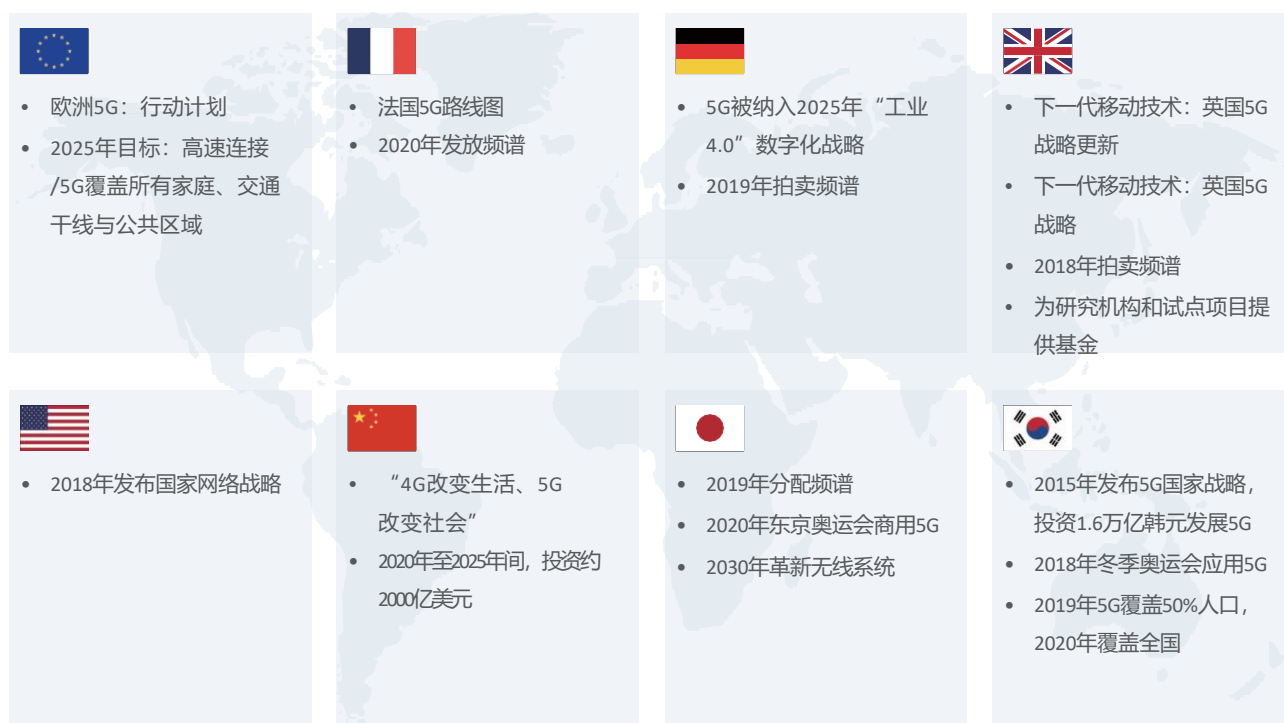 • 欧洲5G：行动计划
• 2025年目标：高速连接
/5G覆盖所有家庭、交通
干线与公共区域
• 法国5G路线图
• 2020年发放频谱
• 5G被纳入2025年“工业
4.0”数字化战略
• 2019年拍卖频谱
• 下一代移动技术：英国5G
战略更新
• 下一代移动技术：英国5G
战略
• 2018年拍卖频谱
• 为研究机构和试点项目提
供基金
• 2018年发布国家网络战略
• “4G改变生活、5G
改变社会”
• 2020年至2025年间，投资约
2000亿美元
• 2019年分配频谱
• 2020年东京奥运会商用5G
• 2030年革新无线系统
• 2015年发布5G国家战略，
投资1.6万亿韩元发展5G
• 2018年冬季奥运会应用5G
• 2019年5G覆盖50%人口，
2020年覆盖全国